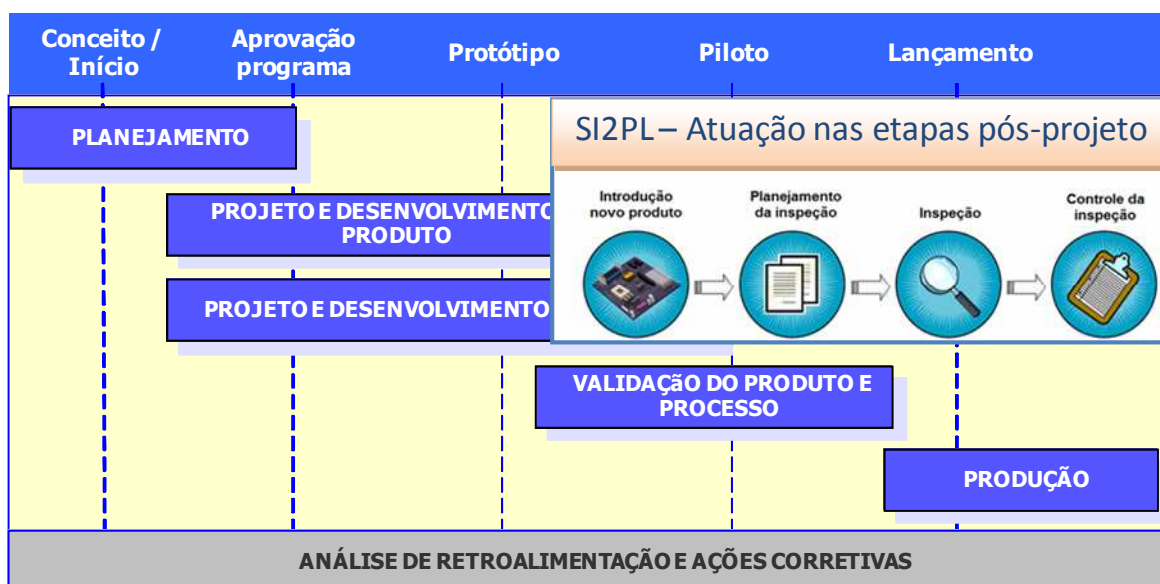 Conceito /
Início
Aprovação
programa
Protótipo
Piloto
Lançamento
PLANEJAMENTO
SI2PL – Atuação nas etapas pós-projeto
Introdução
novo produto
Planejamento
da inspeção
Inspeção
Controle da
inspeção
PROJETO E DESENVOLVIMENTO
PRODUTO
PROJETO E DESENVOLVIMENTO
VALIDAÇãO DO PRODUTO E
PROCESSO
PRODUÇÃO
ANÁLISE DE RETROALIMENTAÇÃO E AÇÕES CORRETIVAS